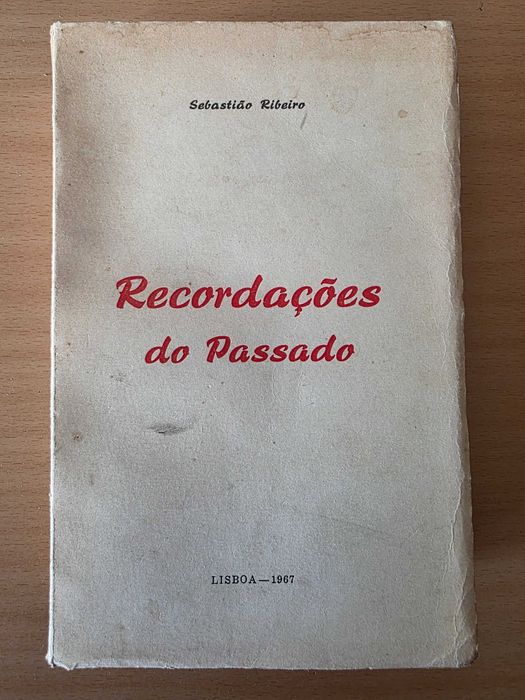 Sebastião Ribeiro
Recordações
do Passado
LISBOA — 1967